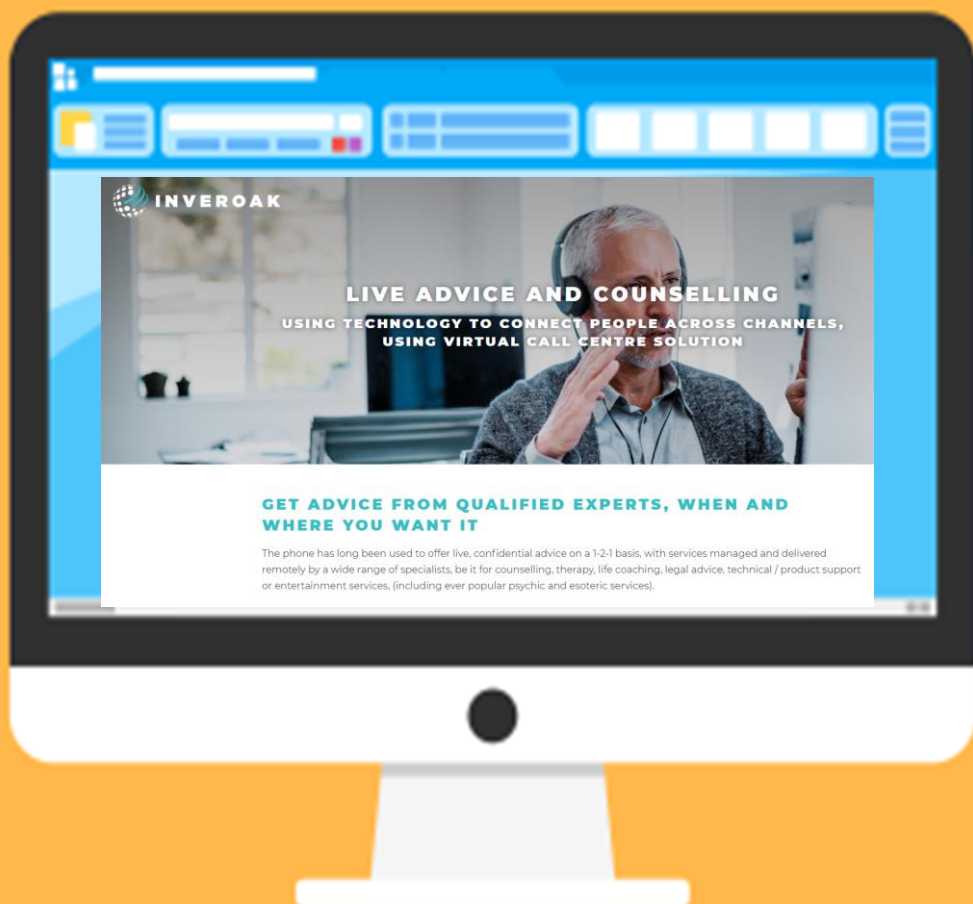 INVEROAK
LIVE ADVICE AND COUNSELLING
USING TECHNOLOGY TO CONNECT PEOPLE ACROSS CHANNELS,
USING VIRTUAL CALL CENTRE SOLUTION
GET ADVICE FROM QUALIFIED EXPERTS, WHEN AND
WHERE YOU WANT IT
The phone has long been used to offer live, confidential advice on a 1-2-1 basis, with services managed and delivered
remotely by a wide range of specialists, be it for counselling, therapy, life coaching, legal advice, technical / product support
or entertainment services, (including ever popular psychic and esoteric services).